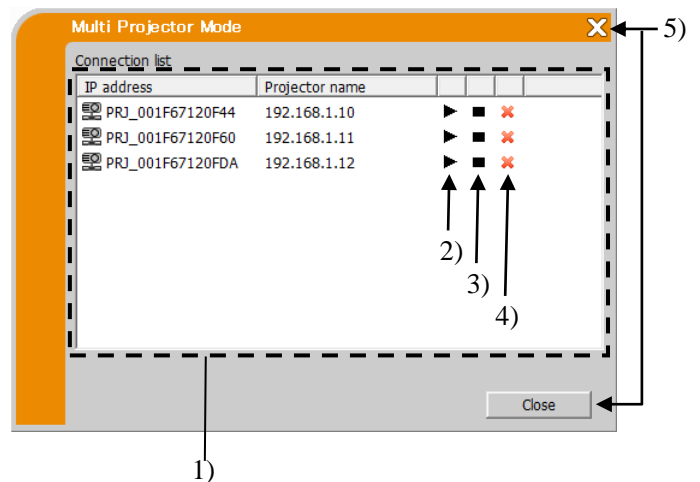 Multi Projector Mode
5)
Connection list
IP address Projector name
PRJ_001F67120F44 192.168.1.10
PRJ_001F67120F60 192.168.1.11
PRJ_001F67120FDA 192.168.1.12
2)
3)
4)
Close
1)